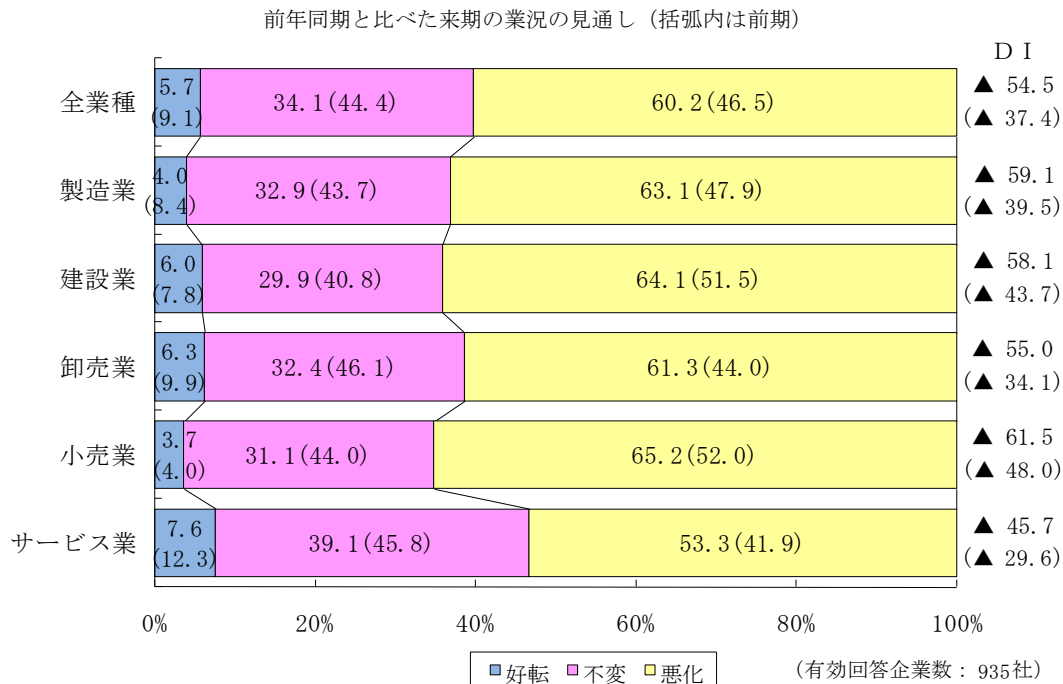 前年同期と比べた来期の業況の見通し（括弧内は前期）
ＤＩ
全業種 5.7 (9.1) 34.1(44.4) 60.2(46.5) ▲ 54.5 (▲ 37.4)
製造業 4.0 (8.4) 32.9(43.7) 63.1(47.9) ▲ 59.1 (▲ 39.5)
建設業 6.0 (7.8) 29.9(40.8) 64.1(51.5) ▲ 58.1 (▲ 43.7)
卸売業 6.3 (9.9) 32.4(46.1) 61.3(44.0) ▲ 55.0 (▲ 34.1)
小売業 3.7 (4.0) 31.1(44.0) 65.2(52.0) ▲ 61.5 (▲ 48.0)
サービス業 7.6 (12.3) 39.1(45.8) 53.3(41.9) ▲ 45.7 (▲ 29.6)
0% 20% 40% 60% 80% 100%
好転 不変 悪化 （有効回答企業数：935社）